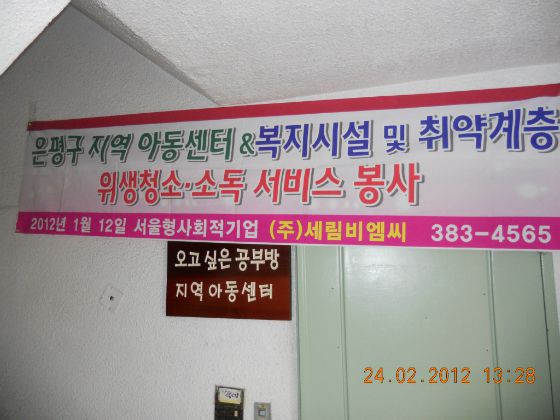 은평구 지역 아동센터 & 복지시설 및 취약계층
위생청소·소독 서비스 봉사
2012년 1월 12일 서울형사회적기업 (주)세림비엠씨 383-4565
오고 싶은 공부방
지역 아동센터
24.02.2012 13:28